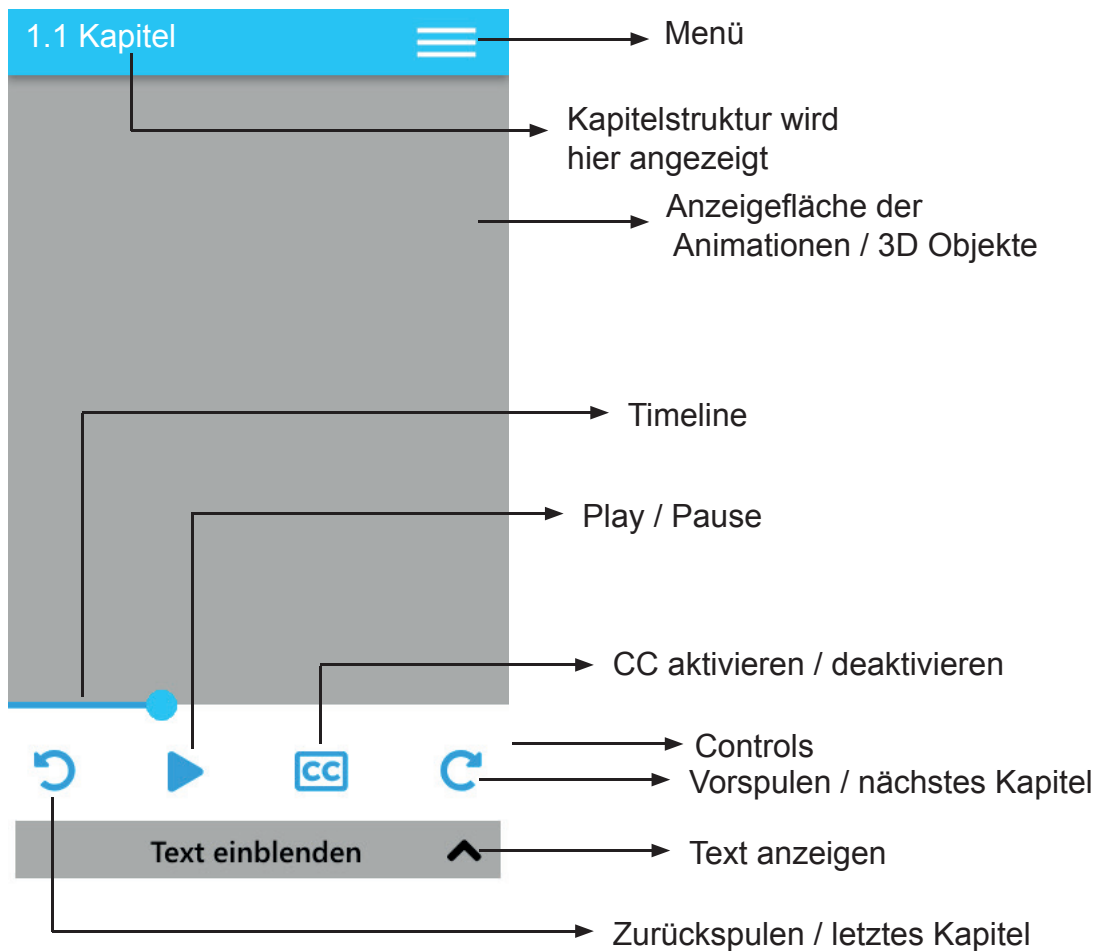 1.1 Kapitel
Menü
Kapitelstruktur wird
hier angezeigt
Anzeigefläche der
Animationen / 3D Objekte
Timeline
Play / Pause
CC aktivieren / deaktivieren
Controls
CC
Vorspulen / nächstes Kapitel
Text einblenden
Text anzeigen
Zurückspulen / letztes Kapitel